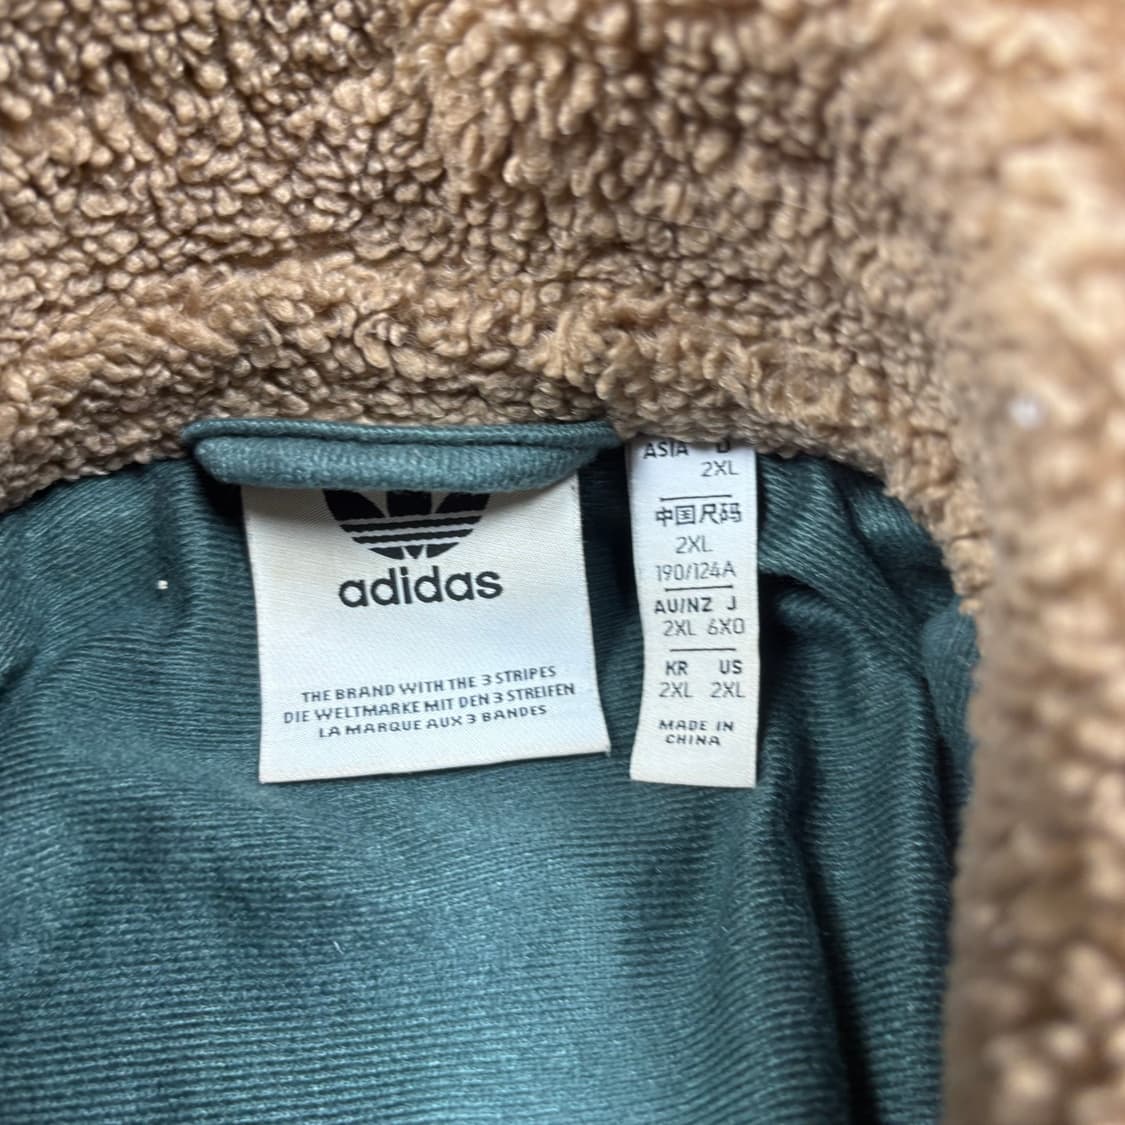 adidas
THE BRAND WITH THE 3 STRIPES
DIE WELTMARKE MIT DEN 3 STREIFEN
LA MARQUE AUX 3 BANDES
ASIA D
2XL
中国尺码
2XL
190/124A
AU/NZ J
2XL 6XO
KR US
2XL 2XL
MADE IN
CHINA